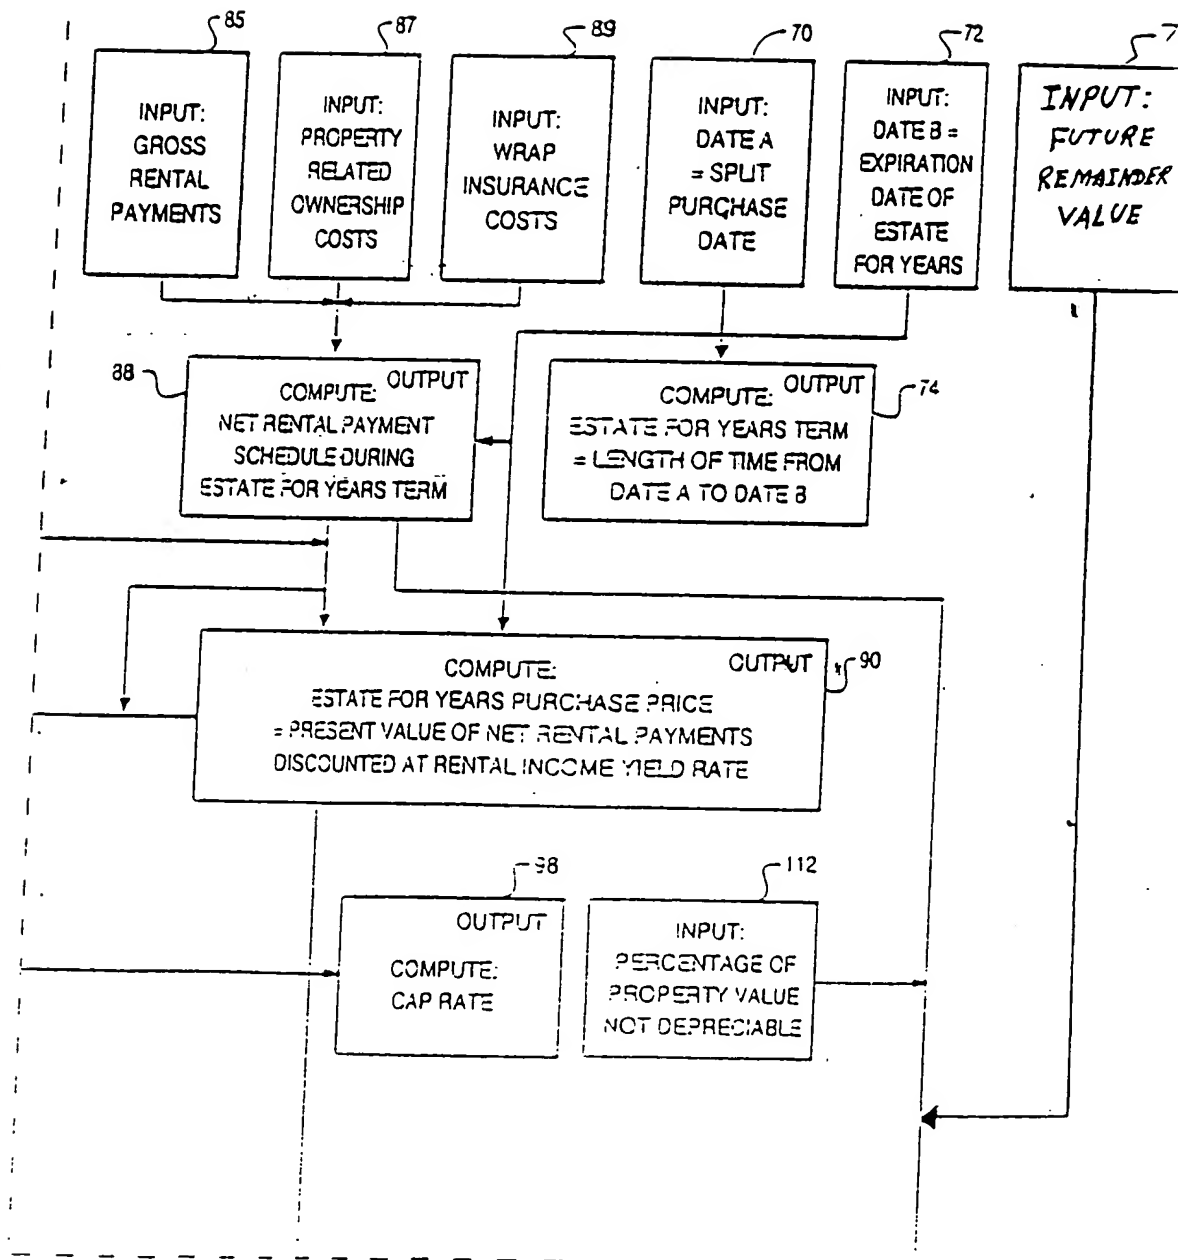 85
87
89
70
72
7
INPUT:
GROSS
RENTAL
PAYMENTS
INPUT:
PROPERTY
RELATED
OWNERSHIP
COSTS
INPUT:
WRAP
INSURANCE
COSTS
INPUT:
DATE A
= SPLIT
PURCHASE
DATE
INPUT:
DATE B =
EXPIRATION
DATE OF
ESTATE
FOR YEARS
INPUT:
FUTURE
REMAINDER
VALUE
88
OUTPUT
COMPUTE:
NET RENTAL PAYMENT
SCHEDULE DURING
ESTATE FOR YEARS TERM
OUTPUT
74
COMPUTE:
ESTATE FOR YEARS TERM
= LENGTH OF TIME FROM
DATE A TO DATE B
OUTPUT
90
COMPUTE:
ESTATE FOR YEARS PURCHASE PRICE
= PRESENT VALUE OF NET RENTAL PAYMENTS
DISCOUNTED AT RENTAL INCOME YIELD RATE
98
OUTPUT
COMPUTE:
CAP RATE
112
INPUT:
PERCENTAGE OF
PROPERTY VALUE
NOT DEPRECIABLE